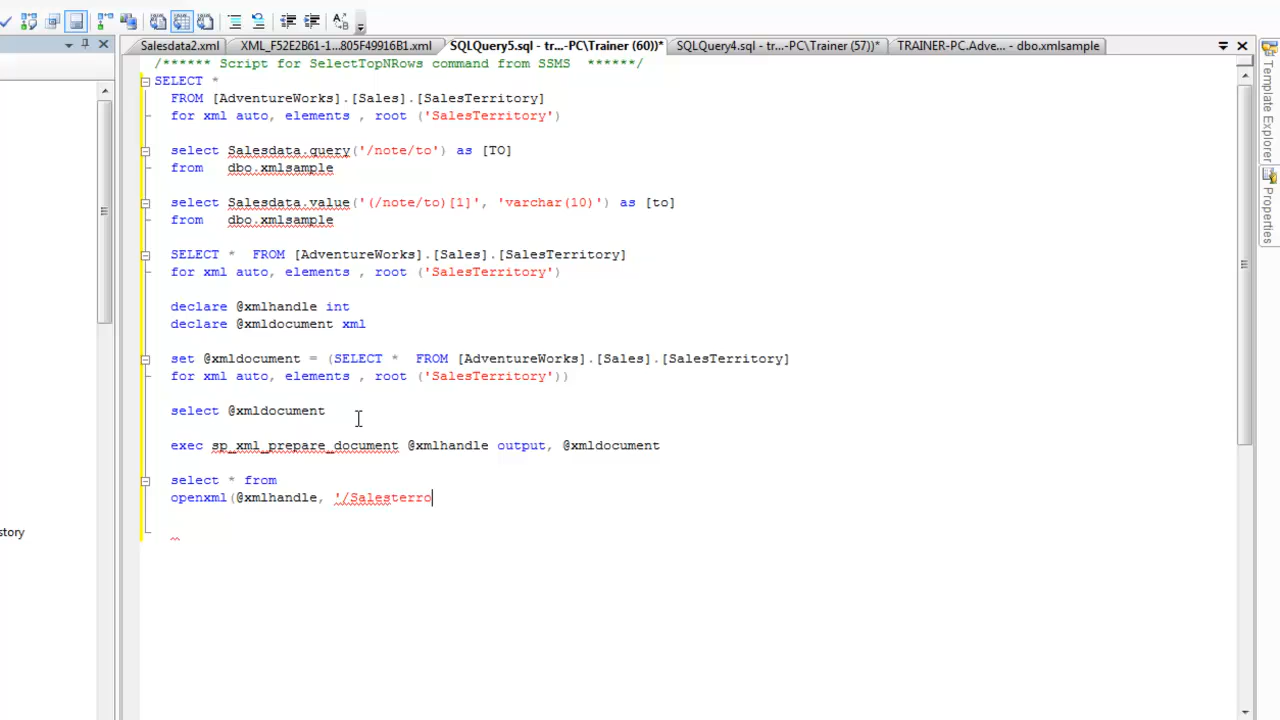 Salesdata2.xml
XML_F52E2B61-1...805F49916B1.xml
SQLQuery5.sql - tr...-PC\Trainer (60))*
SQLQuery4.sql - tr...-PC\Trainer (57))*
TRAINER-PC.Adve... - dbo.xmlsample
/****** Script for SelectTopNRows command from SSMS  ******/
SELECT *
FROM [AdventureWorks].[Sales].[SalesTerritory]
for xml auto, elements , root ('SalesTerritory')
select Salesdata.query('/note/to') as [TO]
from   dbo.xmlsample
select Salesdata.value('(/note/to)[1]', 'varchar(10)') as [to]
from   dbo.xmlsample
SELECT *  FROM [AdventureWorks].[Sales].[SalesTerritory]
for xml auto, elements , root ('SalesTerritory')
declare @xmlhandle int
declare @xmldocument xml
set @xmldocument = (SELECT *  FROM [AdventureWorks].[Sales].[SalesTerritory]
for xml auto, elements , root ('SalesTerritory'))
select @xmldocument
exec sp_xml_prepare_document @xmlhandle output, @xmldocument
select * from
openxml(@xmlhandle, '/Salesterro
story
Template Explorer
Properties